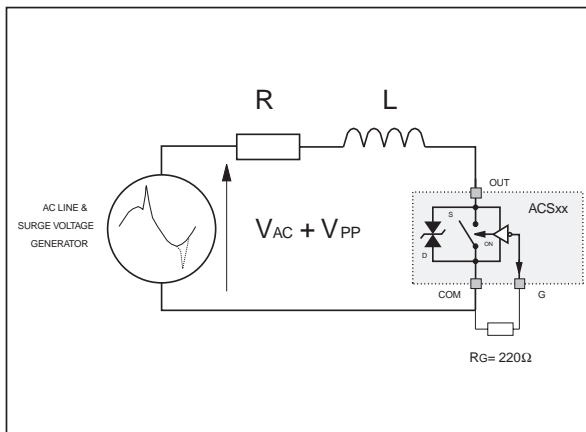 R
L
OUT
AC LINE &
SURGE VOLTAGE
GENERATOR
VAC + VPP
ACSxx
S
ON
D
COM
G
RG= 220Ω